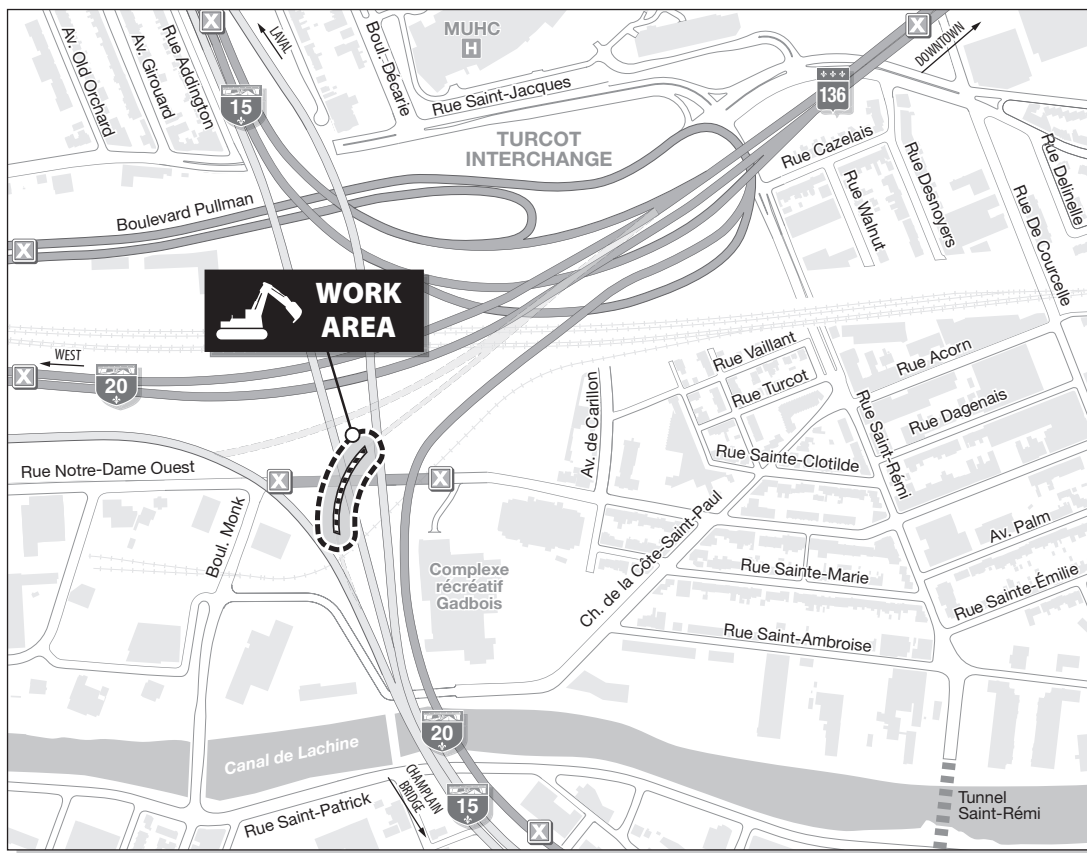 Av. Old Orchard
Av. Girouard
Rue Addington
X
15
LAVAL
Boul. Décarie
MUHC
H
Rue Saint-Jacques
TURCOT
INTERCHANGE
136
X
DOWNTOWN
Rue Cazelais
Rue Walnut
Rue Desnoyers
Rue De Courcelle
Rue Delinelle
Boulevard Pullman
X
WORK
AREA
WEST
X
20
Rue Vaillant
Rue Turcot
Rue Acorn
Rue Dagenais
Av. de Carillon
Rue Saint-Rémi
Rue Sainte-Clotilde
Rue Notre-Dame Ouest
X
X
Boul. Monk
Ch. de la Côte-Saint-Paul
Av. Palm
Rue Sainte-Marie
Rue Sainte-Émilie
Complexe
récréatif
Gadbois
Rue Saint-Ambroise
20
Canal de Lachine
CHAMPLAIN
BRIDGE
15
Rue Saint-Patrick
X
Tunnel
Saint-Rémi